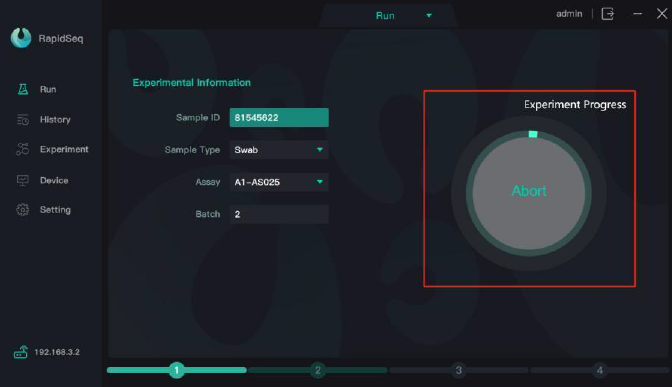 Run
admin
RapidSeq
Run
History
Experiment
Device
Setting
192.168.3.2
Experimental Information
Sample ID 81545622
Sample Type Swab
Assay A1-AS025
Batch 2
Experiment Progress
Abort
1 2 3 4